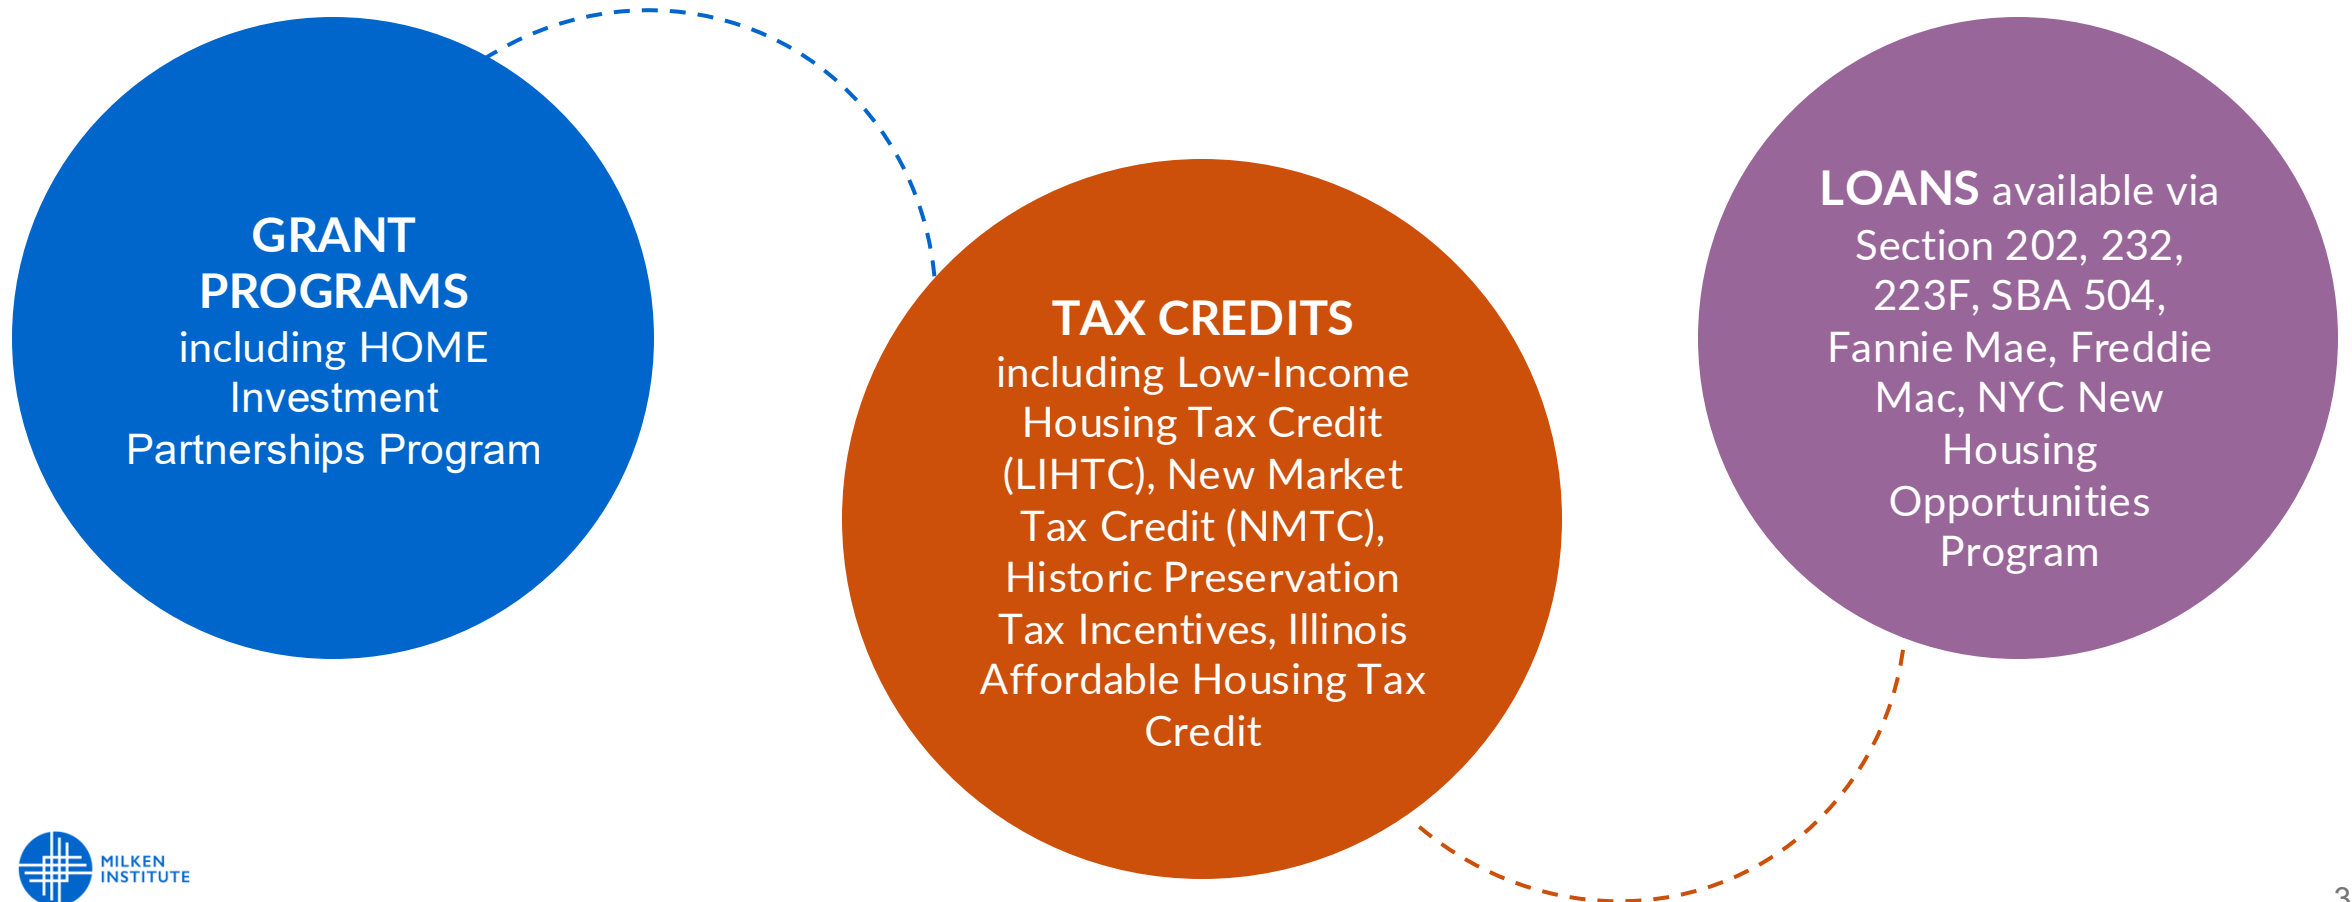 GRANT
PROGRAMS
including HOME
Investment
Partnerships Program
TAX CREDITS
including Low-Income
Housing Tax Credit
(LIHTC), New Market
Tax Credit (NMTC),
Historic Preservation
Tax Incentives, Illinois
Affordable Housing Tax
Credit
LOANS available via
Section 202, 232,
223F, SBA 504,
Fannie Mae, Freddie
Mac, NYC New
Housing
Opportunities
Program
MILKEN
INSTITUTE
3